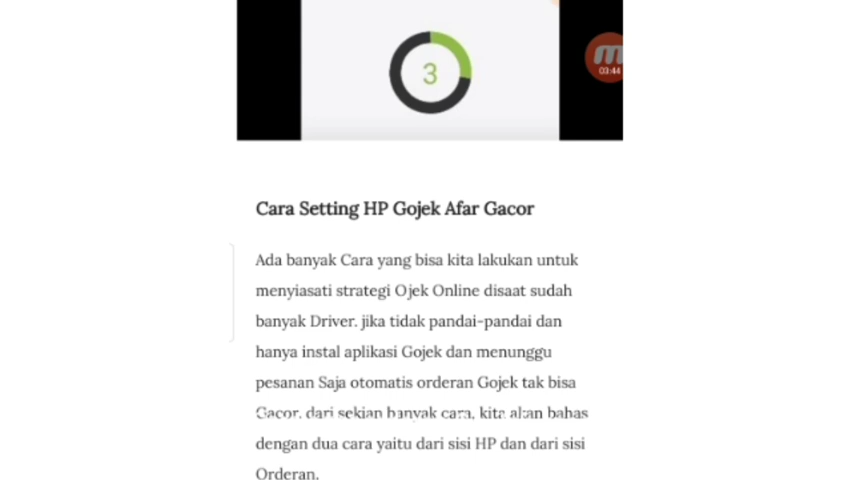 3
03:44
Cara Setting HP Gojek Afar Gacor
Ada banyak Cara yang bisa kita lakukan untuk
menyiasati strategi Ojek Online disaat sudah
banyak Driver. jika tidak pandai-pandai dan
hanya instal aplikasi Gojek dan menunggu
pesanan Saja otomatis orderan Gojek tak bisa
Gacor. dari sekian banyak cara, kita akan bahas
dengan dua cara yaitu dari sisi HP dan dari sisi
Orderan.